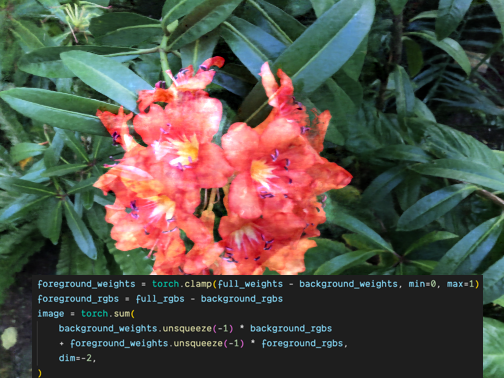 foreground_weights = torch.clamp(full_weights - background_weights, min=0, max=1)
foreground_rgbs = full_rgbs - background_rgbs
image = torch.sum(
    background_weights.unsqueeze(-1) * background_rgbs
    + foreground_weights.unsqueeze(-1) * foreground_rgbs,
    dim=-2,
)